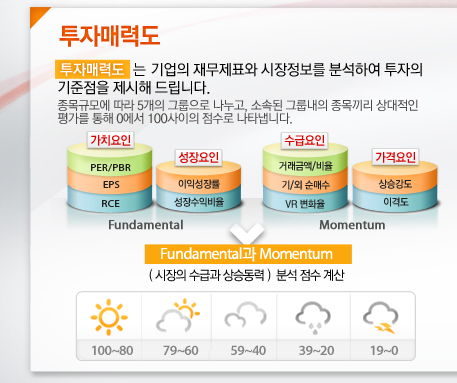 투자매력도
투자매력도 는 기업의 재무제표와 시장정보를 분석하여 투자의
기준점을 제시해 드립니다.
종목규모에 따라 5개의 그룹으로 나누고, 소속된 그룹내의 종목끼리 상대적인
평가를 통해 0에서 100사이의 점수로 나타냅니다.
가치요인
PER/PBR
EPS
RCE
성장요인
이익성장률
성장수익비율
Fundamental
수급요인
거래금액/비율
기/외 순매수
VR 변화율
가격요인
상승강도
이격도
Momentum
Fundamental과 Momentum
( 시장의 수급과 상승동력 ) 분석 점수 계산
100~80 79~60 59~40 39~20 19~0